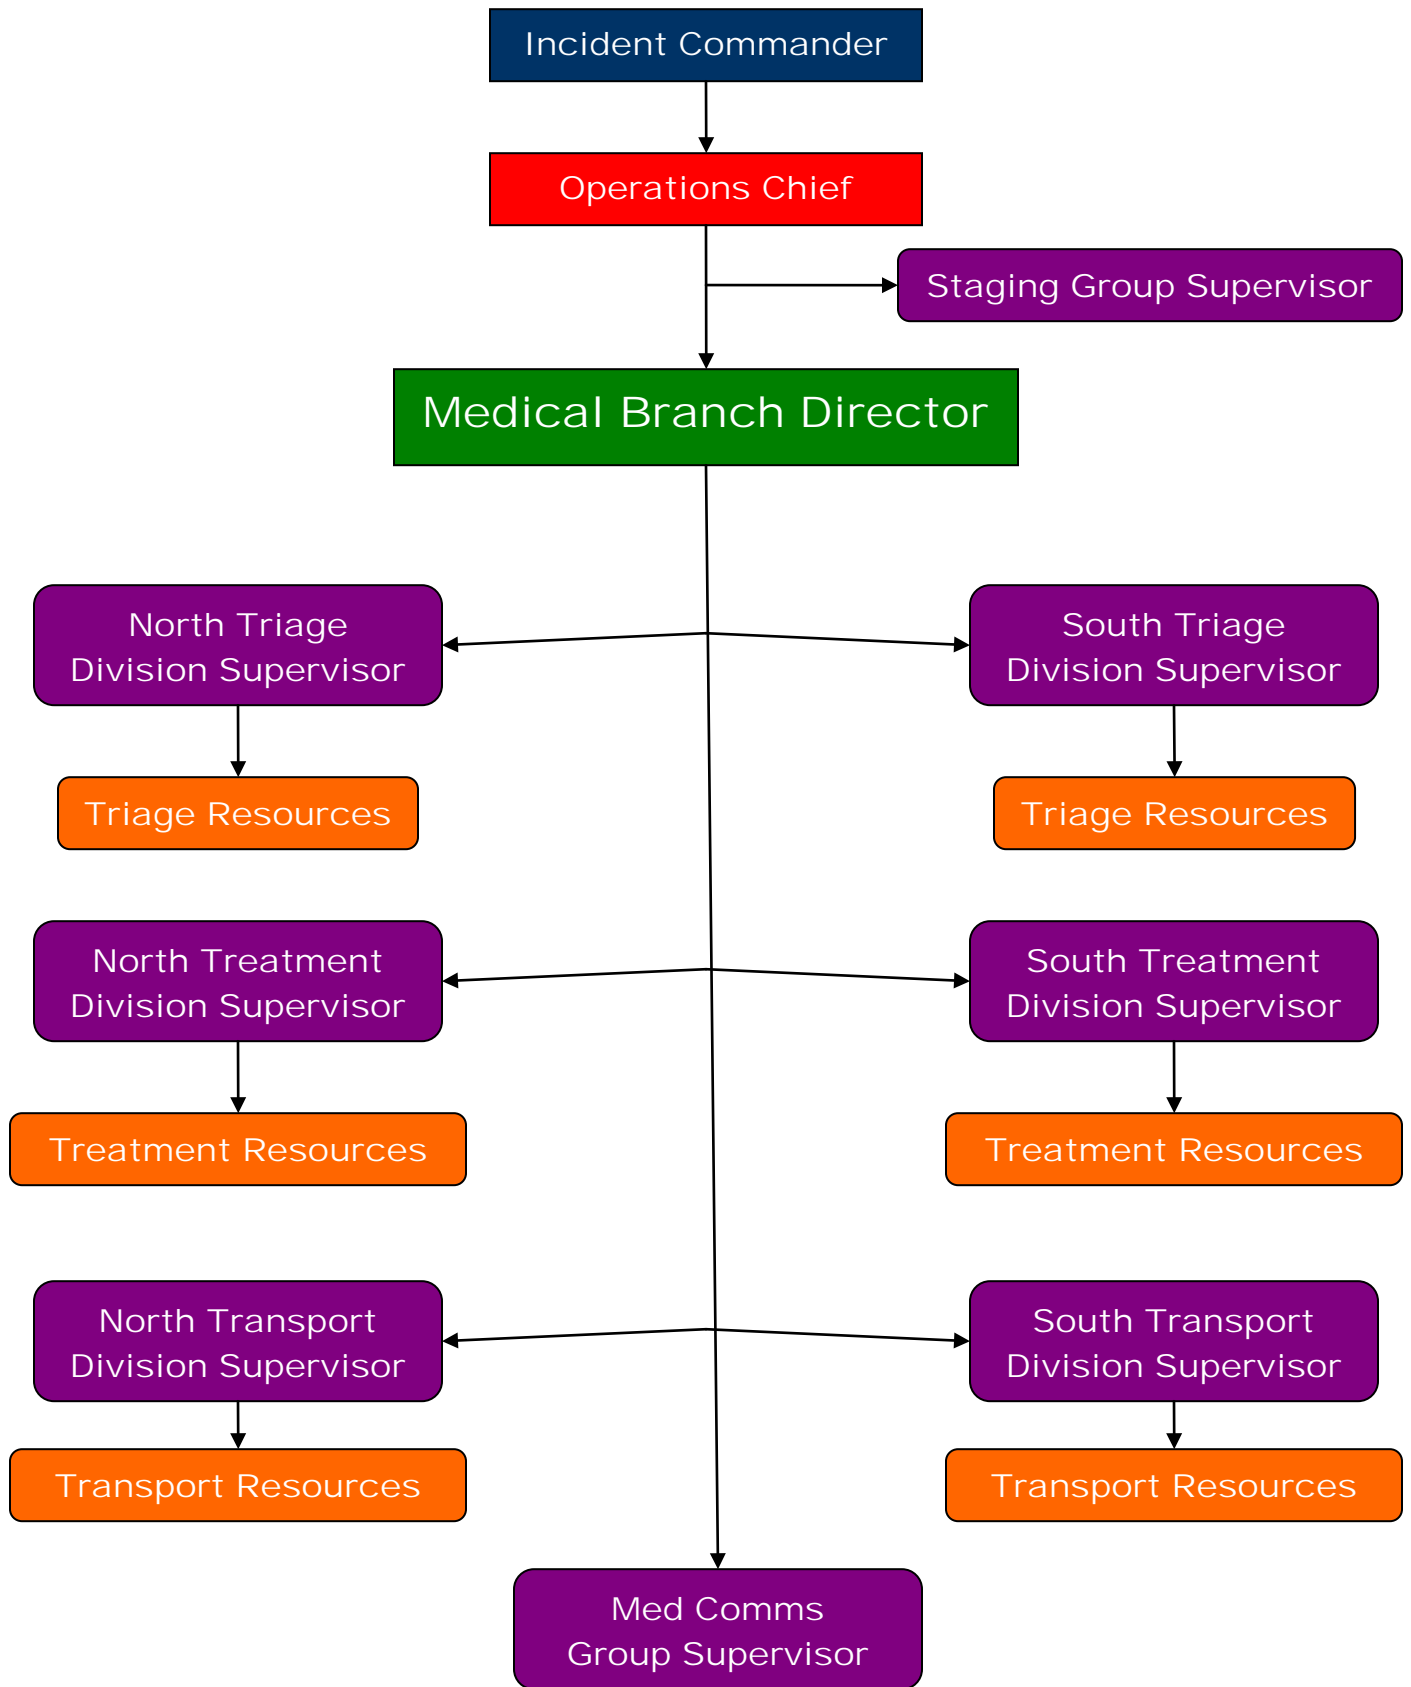 Incident Commander
Operations Chief
Staging Group Supervisor
Medical Branch Director
North Triage
Division Supervisor
South Triage
Division Supervisor
Triage Resources
Triage Resources
North Treatment
Division Supervisor
South Treatment
Division Supervisor
Treatment Resources
Treatment Resources
North Transport
Division Supervisor
South Transport
Division Supervisor
Transport Resources
Transport Resources
Med Comms
Group Supervisor